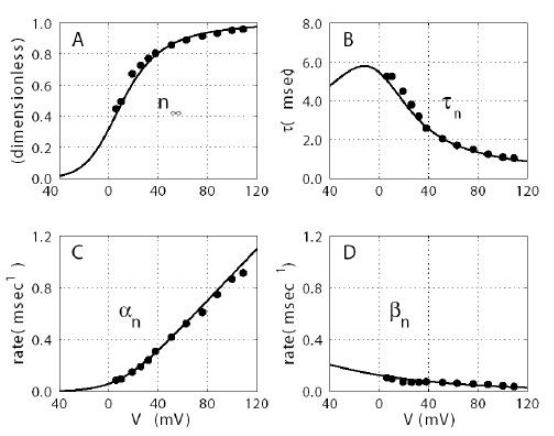 1.0
0.8
0.6
0.4
0.2
0.0
(dimensionless)
A
n∞
40 0 40 80 120
8.0
6.0
4.0
2.0
0.0
τ( msec)
B
τn
40 0 40 80 120
1.2
0.8
0.4
0.0
rate( msec¹)
C
αn
40 0 40 80 120
V (mV)
1.2
0.8
0.4
0.0
rate( msec⁻¹)
D
βn
40 0 40 80 120
V (mV)